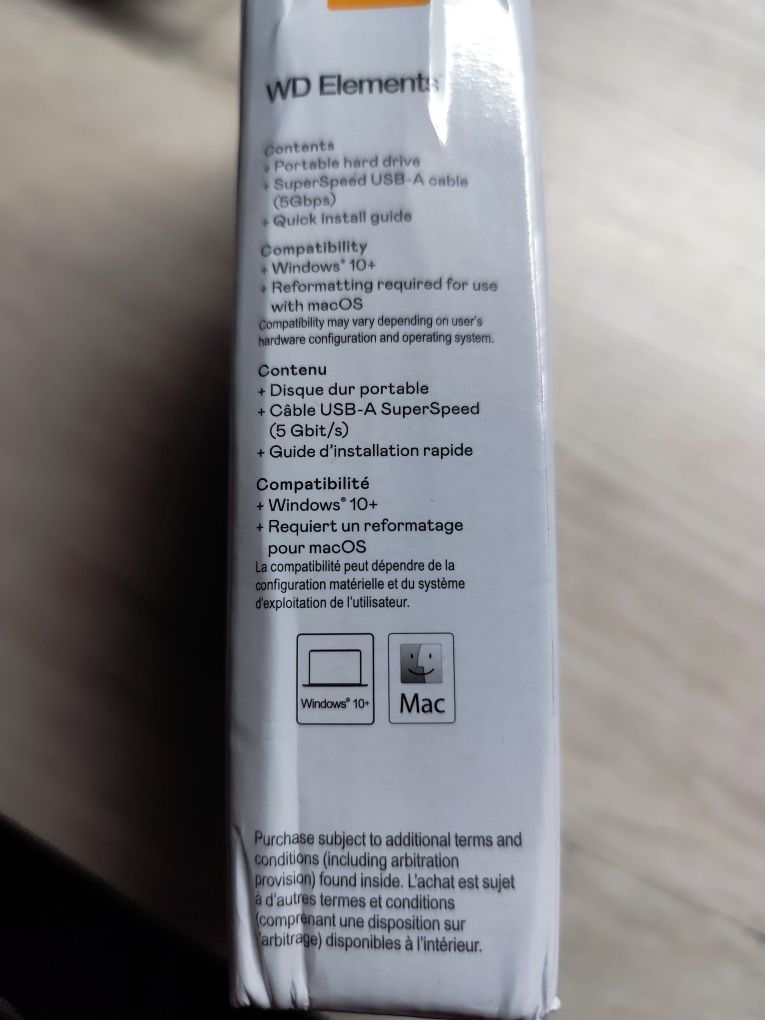 WD Elements
Contents
+ Portable hard drive
+ SuperSpeed USB-A cable
(5Gbps)
+ Quick install guide
Compatibility
+ Windows® 10+
+ Reformatting required for use
with macOS
Compatibility may vary depending on user's
hardware configuration and operating system.
Contenu
+ Disque dur portable
+ Câble USB-A SuperSpeed
(5 Gbit/s)
+ Guide d'installation rapide
Compatibilité
+ Windows® 10+
+ Requiert un reformatage
pour macOS
La compatibilité peut dépendre de la
configuration matérielle et du système
d'exploitation de l'utilisateur.
Windows® 10+
Mac
Purchase subject to additional terms and
conditions (including arbitration
provision) found inside. L'achat est sujet
à d'autres termes et conditions
(comprenant une disposition sur
l'arbitrage) disponibles à l'intérieur.